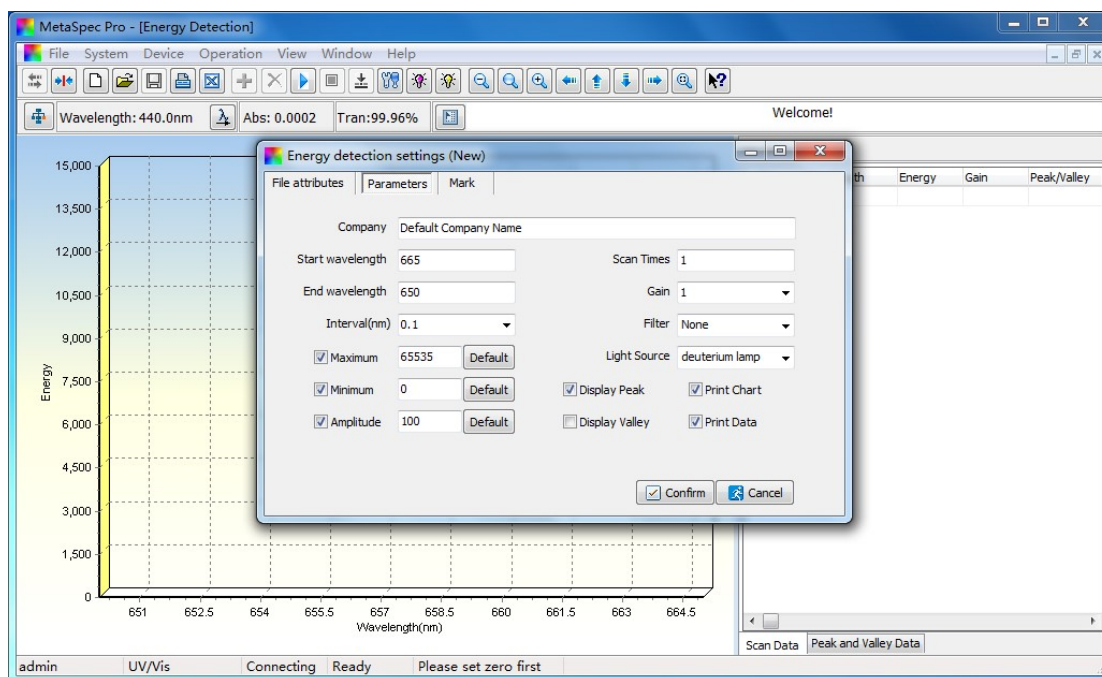 MetaSpec Pro - [Energy Detection]
File System Device Operation View Window Help
Wavelength: 440.0nm Abs: 0.0002 Tran:99.96% Welcome!
Energy detection settings (New)
File attributes Parameters Mark
Company Default Company Name
Start wavelength 665 Scan Times 1
End wavelength 650 Gain 1
Interval(nm) 0.1 Filter None
Maximum 65535 Default Light Source deuterium lamp
Minimum 0 Default Display Peak Print Chart
Amplitude 100 Default Display Valley Print Data
Confirm Cancel
th Energy Gain Peak/Valley
15,000
13,500
12,000
10,500
9,000
7,500
6,000
4,500
3,000
1,500
0
Energy
651 652.5 654 655.5 657 658.5 660 661.5 663 664.5
Wavelength(nm)
Scan Data Peak and Valley Data
admin UV/Vis Connecting Ready Please set zero first